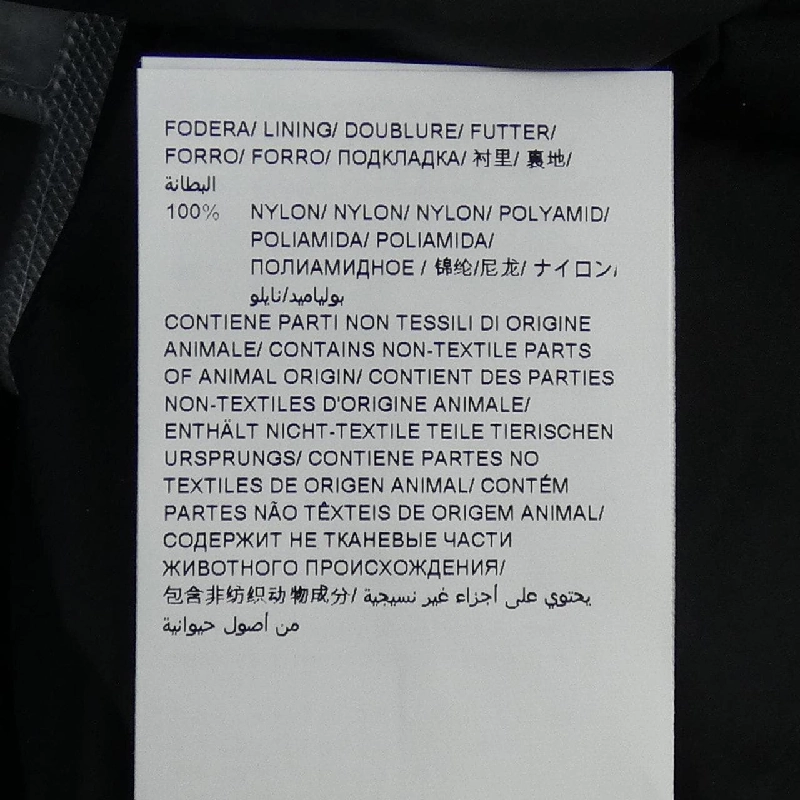 FODERA/ LINING/ DOUBLURE/ FUTTER/
FORRO/ FORRO/ ПОДКЛАДКА/ 衬里/ 裏地/
البطانة
100% NYLON/ NYLON/ NYLON/ POLYAMID/
POLIAMIDA/ POLIAMIDA/
ПОЛИАМИДНОЕ / 锦纶/尼龙/ ナイロン/
بولياميد/نايلو
CONTIENE PARTI NON TESSILI DI ORIGINE
ANIMALE/ CONTAINS NON-TEXTILE PARTS
OF ANIMAL ORIGIN/ CONTIENT DES PARTIES
NON-TEXTILES D'ORIGINE ANIMALE/
ENTHÄLT NICHT-TEXTILE TEILE TIERISCHEN
URSPRUNGS/ CONTIENE PARTES NO
TEXTILES DE ORIGEN ANIMAL/ CONTÉM
PARTES NÃO TÊXTEIS DE ORIGEM ANIMAL/
СОДЕРЖИТ НЕ ТКАНЕВЫЕ ЧАСТИ
ЖИВОТНОГО ПРОИСХОЖДЕНИЯ/
包含非纺织动物成分/ يحتوي على أجزاء غير نسيجية
من أصول حيوانية